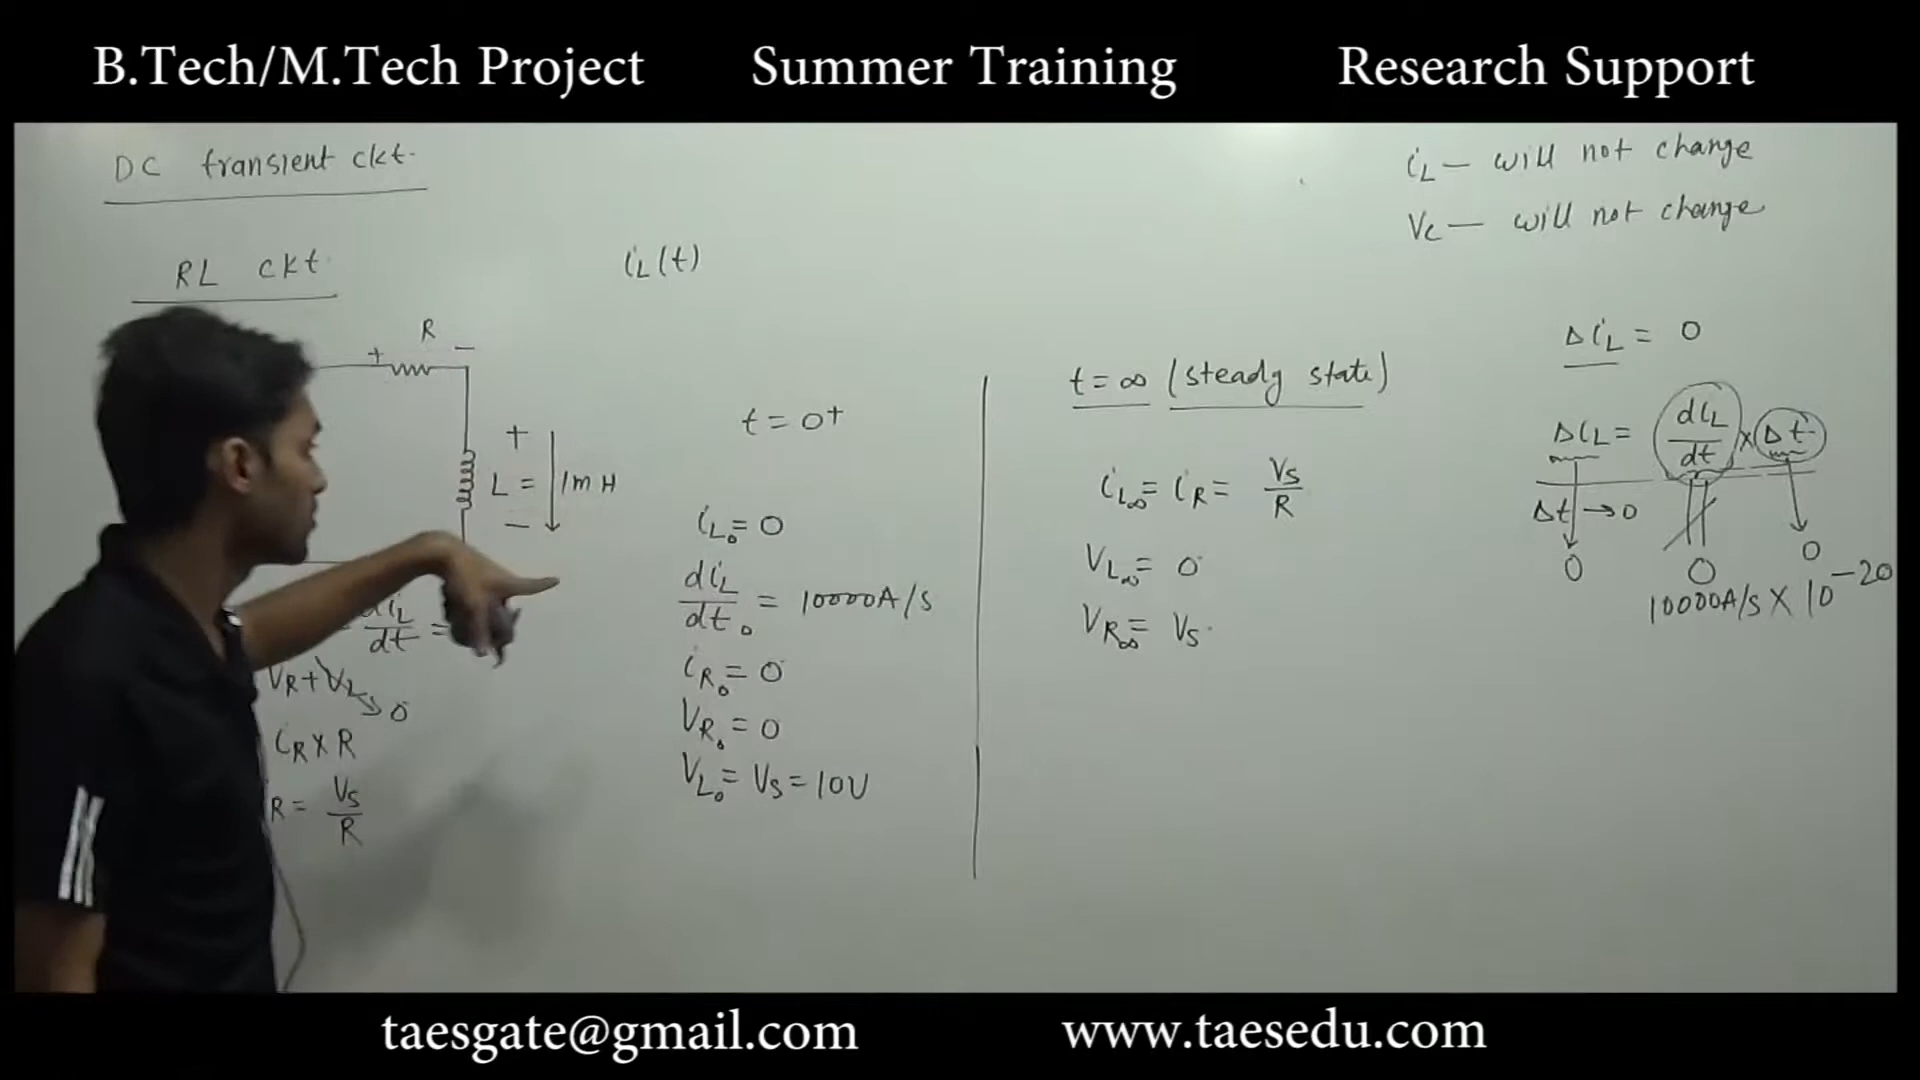 B.Tech/M.Tech Project Summer Training Research Support
DC transient ckt.
RL ckt
R
+ −
+
L = 1mH
−
diL/dt =
VR + VL → 0
iR × R
R = Vs/R
iL(t)
t = 0+
iL0 = 0
diL/dt0 = 10000A/s
iR0 = 0
VR0 = 0
VL0 = Vs = 10V
t = ∞ (steady state)
iL∞ = iR = Vs/R
VL∞ = 0
VR∞ = Vs
iL − will not change
Vc − will not change
ΔiL = 0
ΔiL = diL/dt × Δt
Δt → 0
0 0 0
10000A/s × 10^−20
taesgate@gmail.com www.taesedu.com